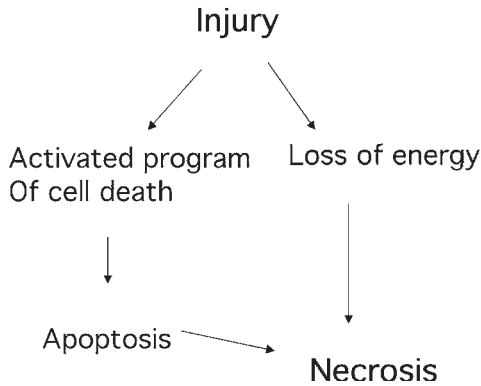 Injury
Activated program
Of cell death
Loss of energy
Apoptosis
Necrosis